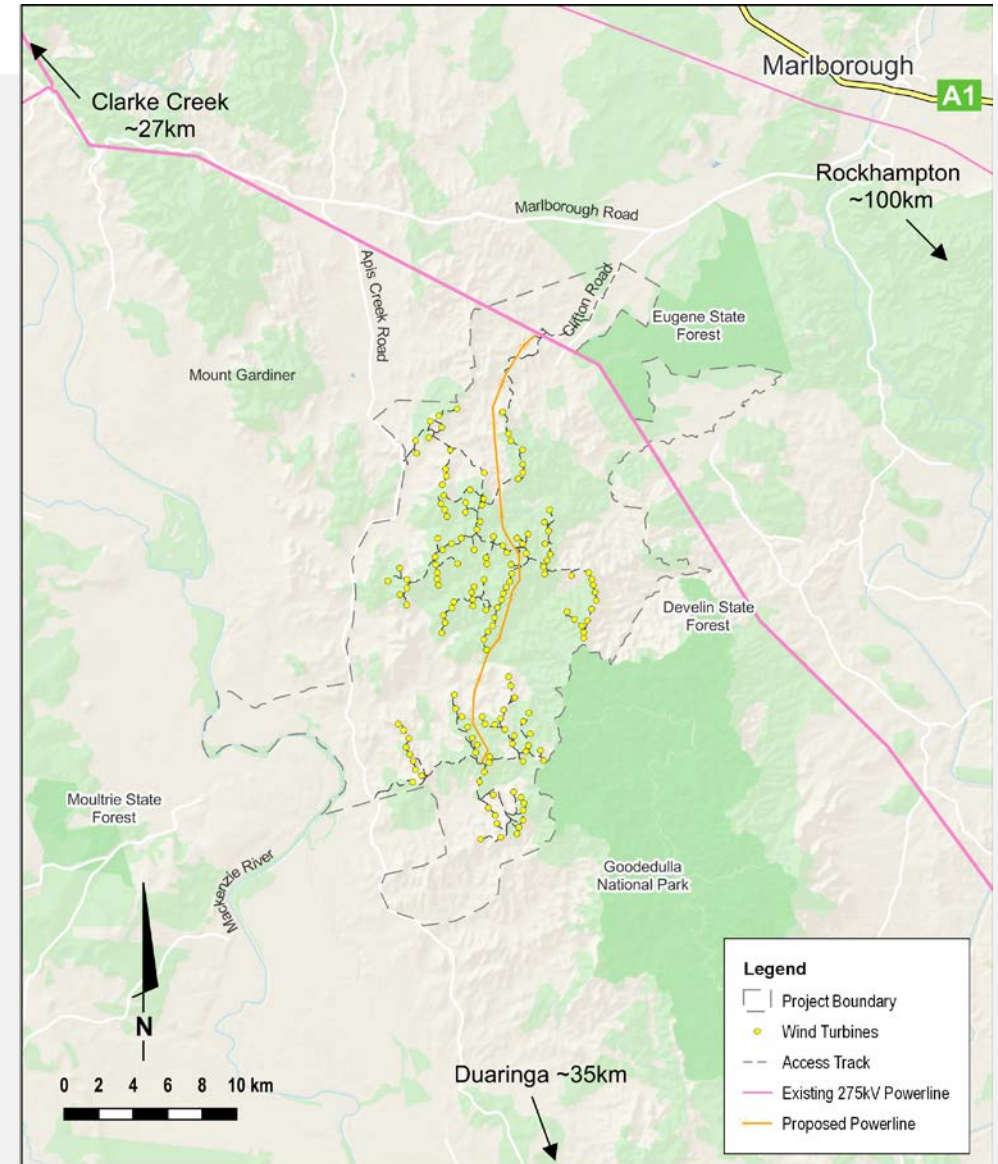 Marlborough
A1
Clarke Creek
~27km
Rockhampton
~100km
Marlborough Road
Apis Creek Road
Clifton Road
Eugene State
Forest
Mount Gardiner
Develin State
Forest
Moultrie State
Forest
Mackenzie River
Goodedulla
National Park
N
0 2 4 6 8 10 km
Duaringa ~35km
Legend
Project Boundary
Wind Turbines
Access Track
Existing 275kV Powerline
Proposed Powerline